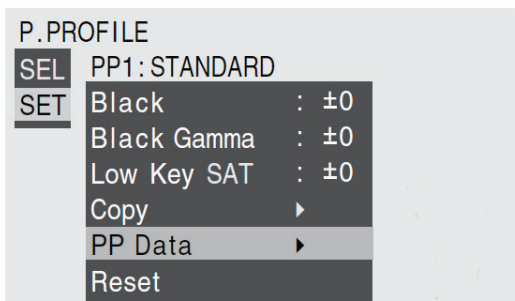 P.PROFILE
SEL PP1:STANDARD
SET Black : ±0
Black Gamma : ±0
Low Key SAT : ±0
Copy ▶
PP Data ▶
Reset